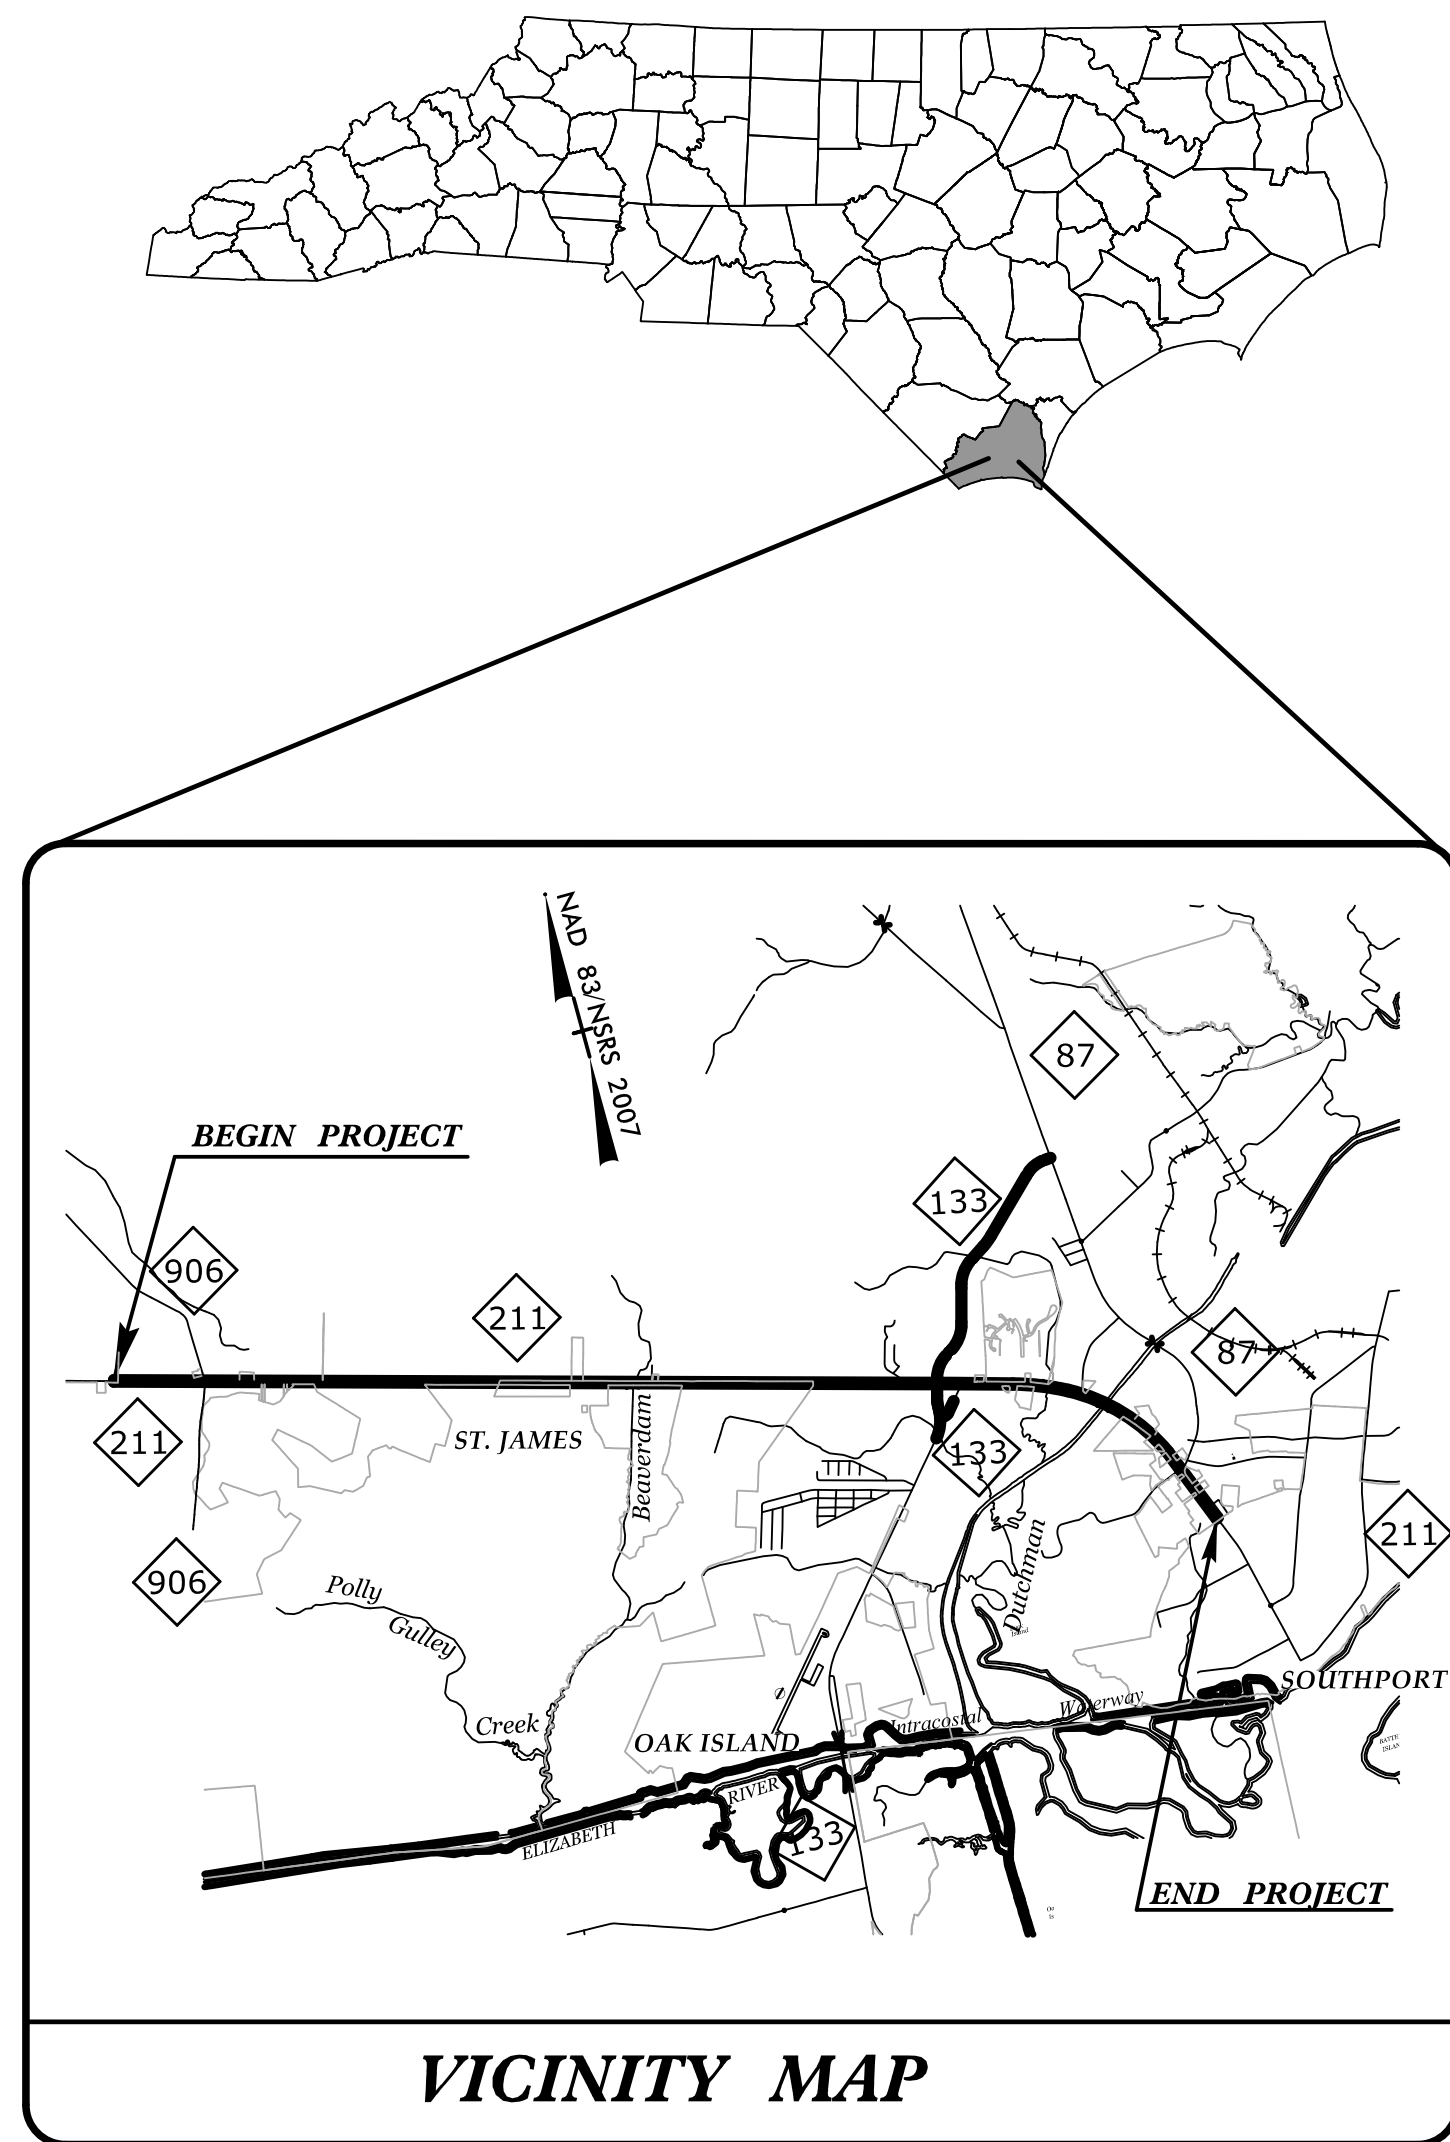 NAD 83/NSRS 2007
87
BEGIN PROJECT
133
906
211
87
211
ST. JAMES
Beaverdam
133
211
906
Polly
Gulley
Creek
Dutchman
Island
SOUTHPORT
Waterway
Intracostal
OAK ISLAND
RIVER
ELIZABETH
133
END PROJECT
VICINITY MAP